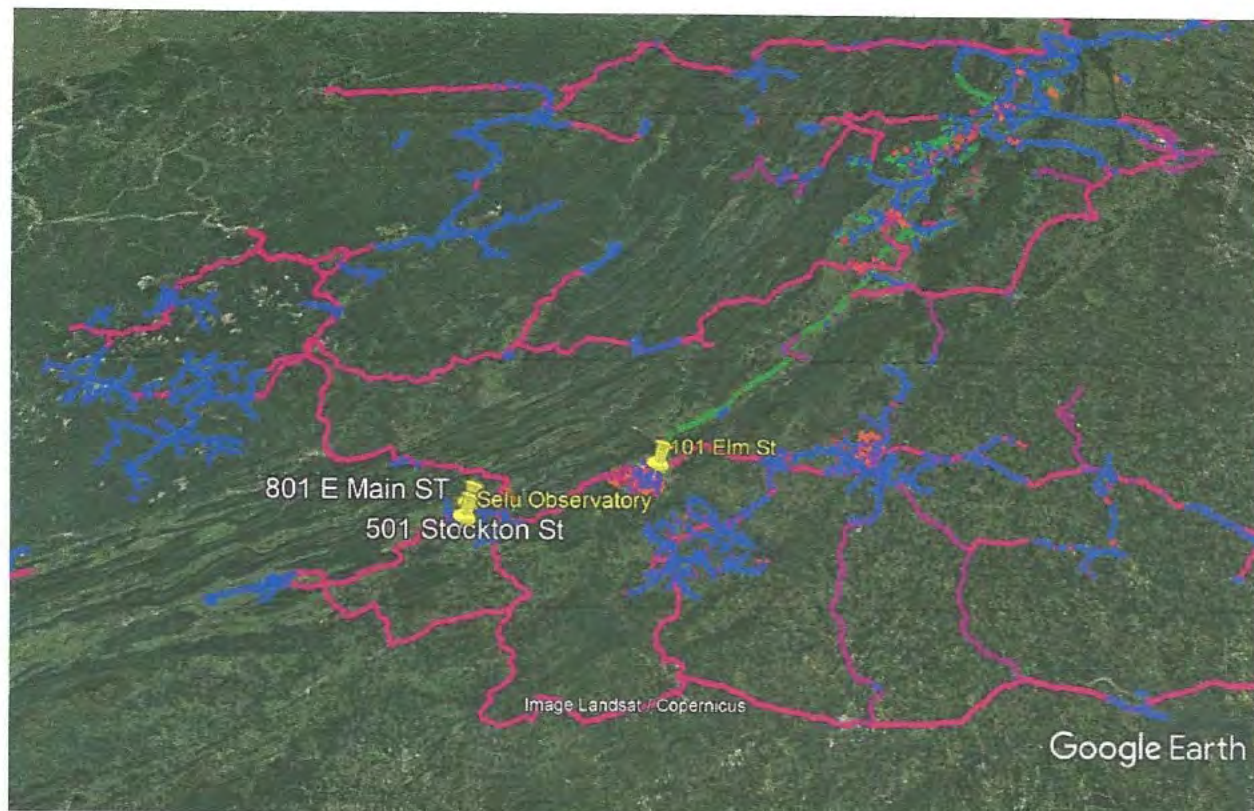 101 Elm St
801 E Main ST
Selu Observatory
501 Stockton St
Image Landsat / Copernicus
Google Earth